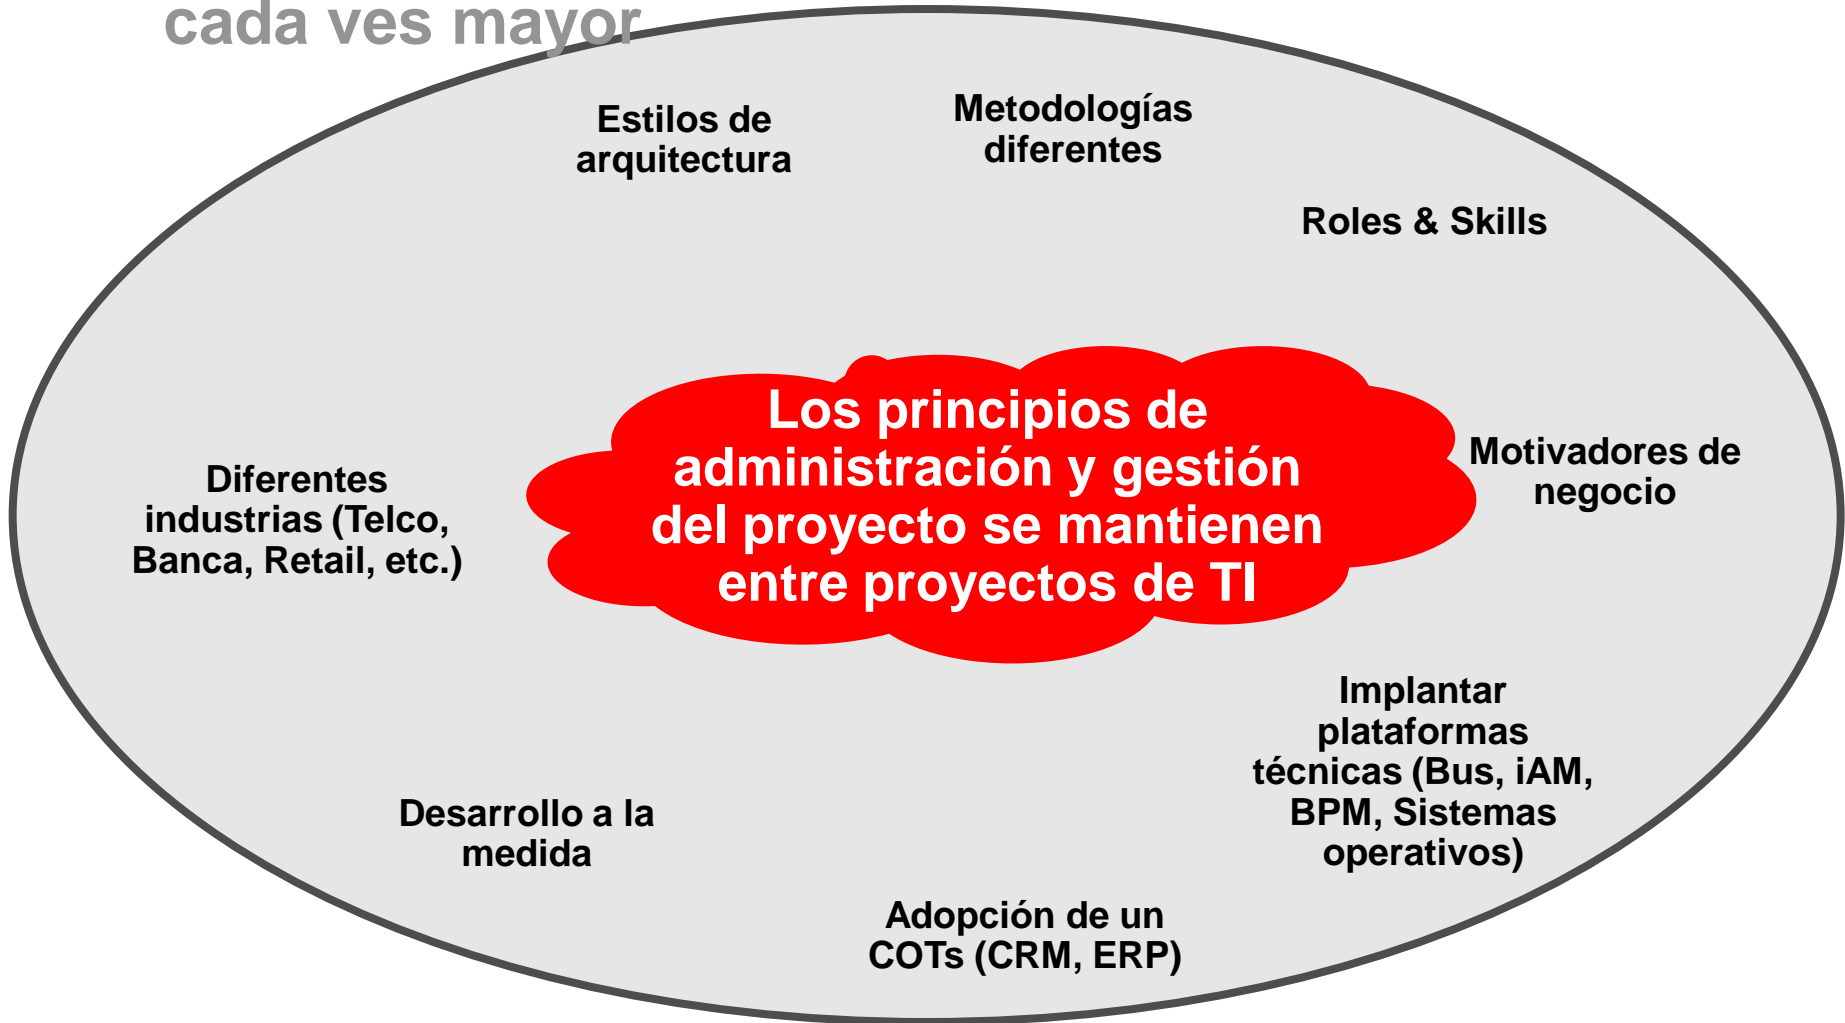 cada ves mayor
Estilos de
arquitectura
Metodologías
diferentes
Roles & Skills
Los principios de
administración y gestión
del proyecto se mantienen
entre proyectos de TI
Motivadores de
negocio
Diferentes
industrias (Telco,
Banca, Retail, etc.)
Implantar
plataformas
técnicas (Bus, iAM,
BPM, Sistemas
operativos)
Desarrollo a la
medida
Adopción de un
COTs (CRM, ERP)